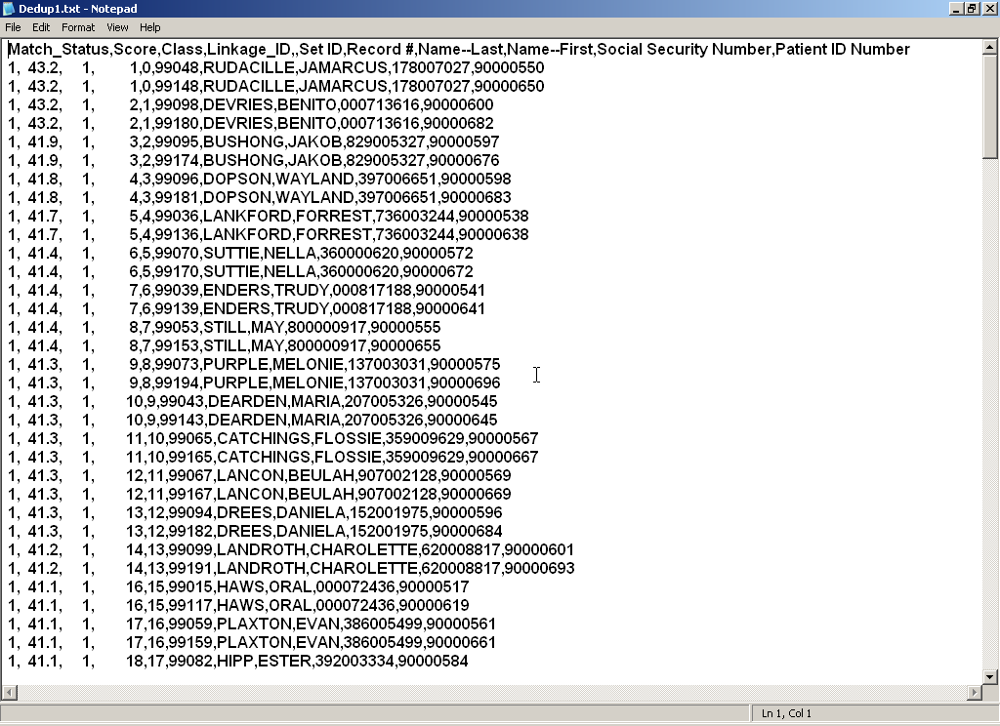 Dedup1.txt - Notepad
File Edit Format View Help
Match_Status,Score,Class,Linkage_ID,,Set ID,Record #,Name--Last,Name--First,Social Security Number,Patient ID Number
1, 43.2, 1, 1,0,99048,RUDACILLE,JAMARCUS,178007027,90000550
1, 43.2, 1, 1,0,99148,RUDACILLE,JAMARCUS,178007027,90000650
1, 43.2, 1, 2,1,99098,DEVRIES,BENITO,000713616,90000600
1, 43.2, 1, 2,1,99180,DEVRIES,BENITO,000713616,90000682
1, 41.9, 1, 3,2,99095,BUSHONG,JAKOB,829005327,90000597
1, 41.9, 1, 3,2,99174,BUSHONG,JAKOB,829005327,90000676
1, 41.8, 1, 4,3,99096,DOPSON,WAYLAND,397006651,90000598
1, 41.8, 1, 4,3,99181,DOPSON,WAYLAND,397006651,90000683
1, 41.7, 1, 5,4,99036,LANKFORD,FORREST,736003244,90000538
1, 41.7, 1, 5,4,99136,LANKFORD,FORREST,736003244,90000638
1, 41.4, 1, 6,5,99070,SUTTIE,NELLA,360000620,90000572
1, 41.4, 1, 6,5,99170,SUTTIE,NELLA,360000620,90000672
1, 41.4, 1, 7,6,99039,ENDERS,TRUDY,000817188,90000541
1, 41.4, 1, 7,6,99139,ENDERS,TRUDY,000817188,90000641
1, 41.4, 1, 8,7,99053,STILL,MAY,800000917,90000555
1, 41.4, 1, 8,7,99153,STILL,MAY,800000917,90000655
1, 41.3, 1, 9,8,99073,PURPLE,MELONIE,137003031,90000575
1, 41.3, 1, 9,8,99194,PURPLE,MELONIE,137003031,90000696
1, 41.3, 1, 10,9,99043,DEARDEN,MARIA,207005326,90000545
1, 41.3, 1, 10,9,99143,DEARDEN,MARIA,207005326,90000645
1, 41.3, 1, 11,10,99065,CATCHINGS,FLOSSIE,359009629,90000567
1, 41.3, 1, 11,10,99165,CATCHINGS,FLOSSIE,359009629,90000667
1, 41.3, 1, 12,11,99067,LANCON,BEULAH,907002128,90000569
1, 41.3, 1, 12,11,99167,LANCON,BEULAH,907002128,90000669
1, 41.3, 1, 13,12,99094,DREES,DANIELA,152001975,90000596
1, 41.3, 1, 13,12,99182,DREES,DANIELA,152001975,90000684
1, 41.2, 1, 14,13,99099,LANDROTH,CHAROLETTE,620008817,90000601
1, 41.2, 1, 14,13,99191,LANDROTH,CHAROLETTE,620008817,90000693
1, 41.1, 1, 16,15,99015,HAWS,ORAL,000072436,90000517
1, 41.1, 1, 16,15,99117,HAWS,ORAL,000072436,90000619
1, 41.1, 1, 17,16,99059,PLAXTON,EVAN,386005499,90000561
1, 41.1, 1, 17,16,99159,PLAXTON,EVAN,386005499,90000661
1, 41.1, 1, 18,17,99082,HIPP,ESTER,392003334,90000584
Ln 1, Col 1